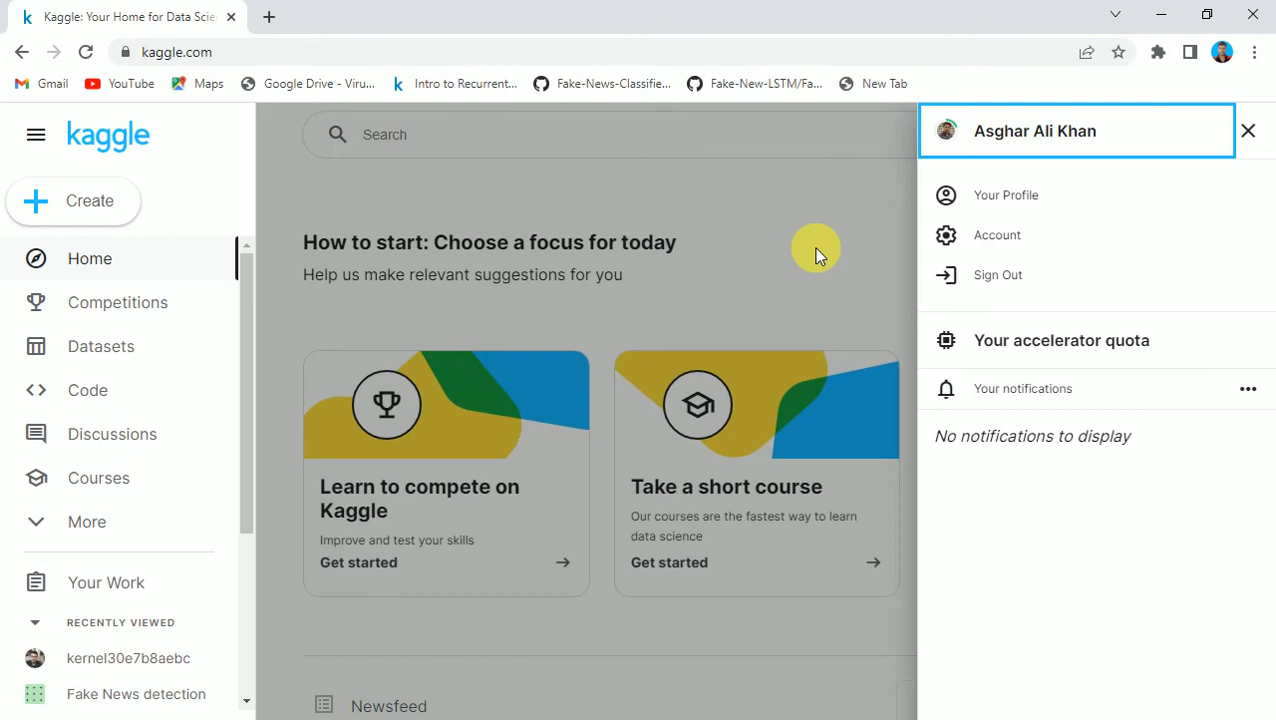 Kaggle: Your Home for Data Scie
kaggle.com
Gmail
YouTube
Maps
Google Drive - Viru...
Intro to Recurrent...
Fake-News-Classifie...
Fake-New-LSTM/Fa...
New Tab
kaggle
Create
Home
Competitions
Datasets
Code
Discussions
Courses
More
Your Work
RECENTLY VIEWED
kernel30e7b8aebc
Fake News detection
Search
How to start: Choose a focus for today
Help us make relevant suggestions for you
Learn to compete on
Kaggle
Improve and test your skills
Get started
Take a short course
Our courses are the fastest way to learn
data science
Get started
Newsfeed
Asghar Ali Khan
Your Profile
Account
Sign Out
Your accelerator quota
Your notifications
No notifications to display